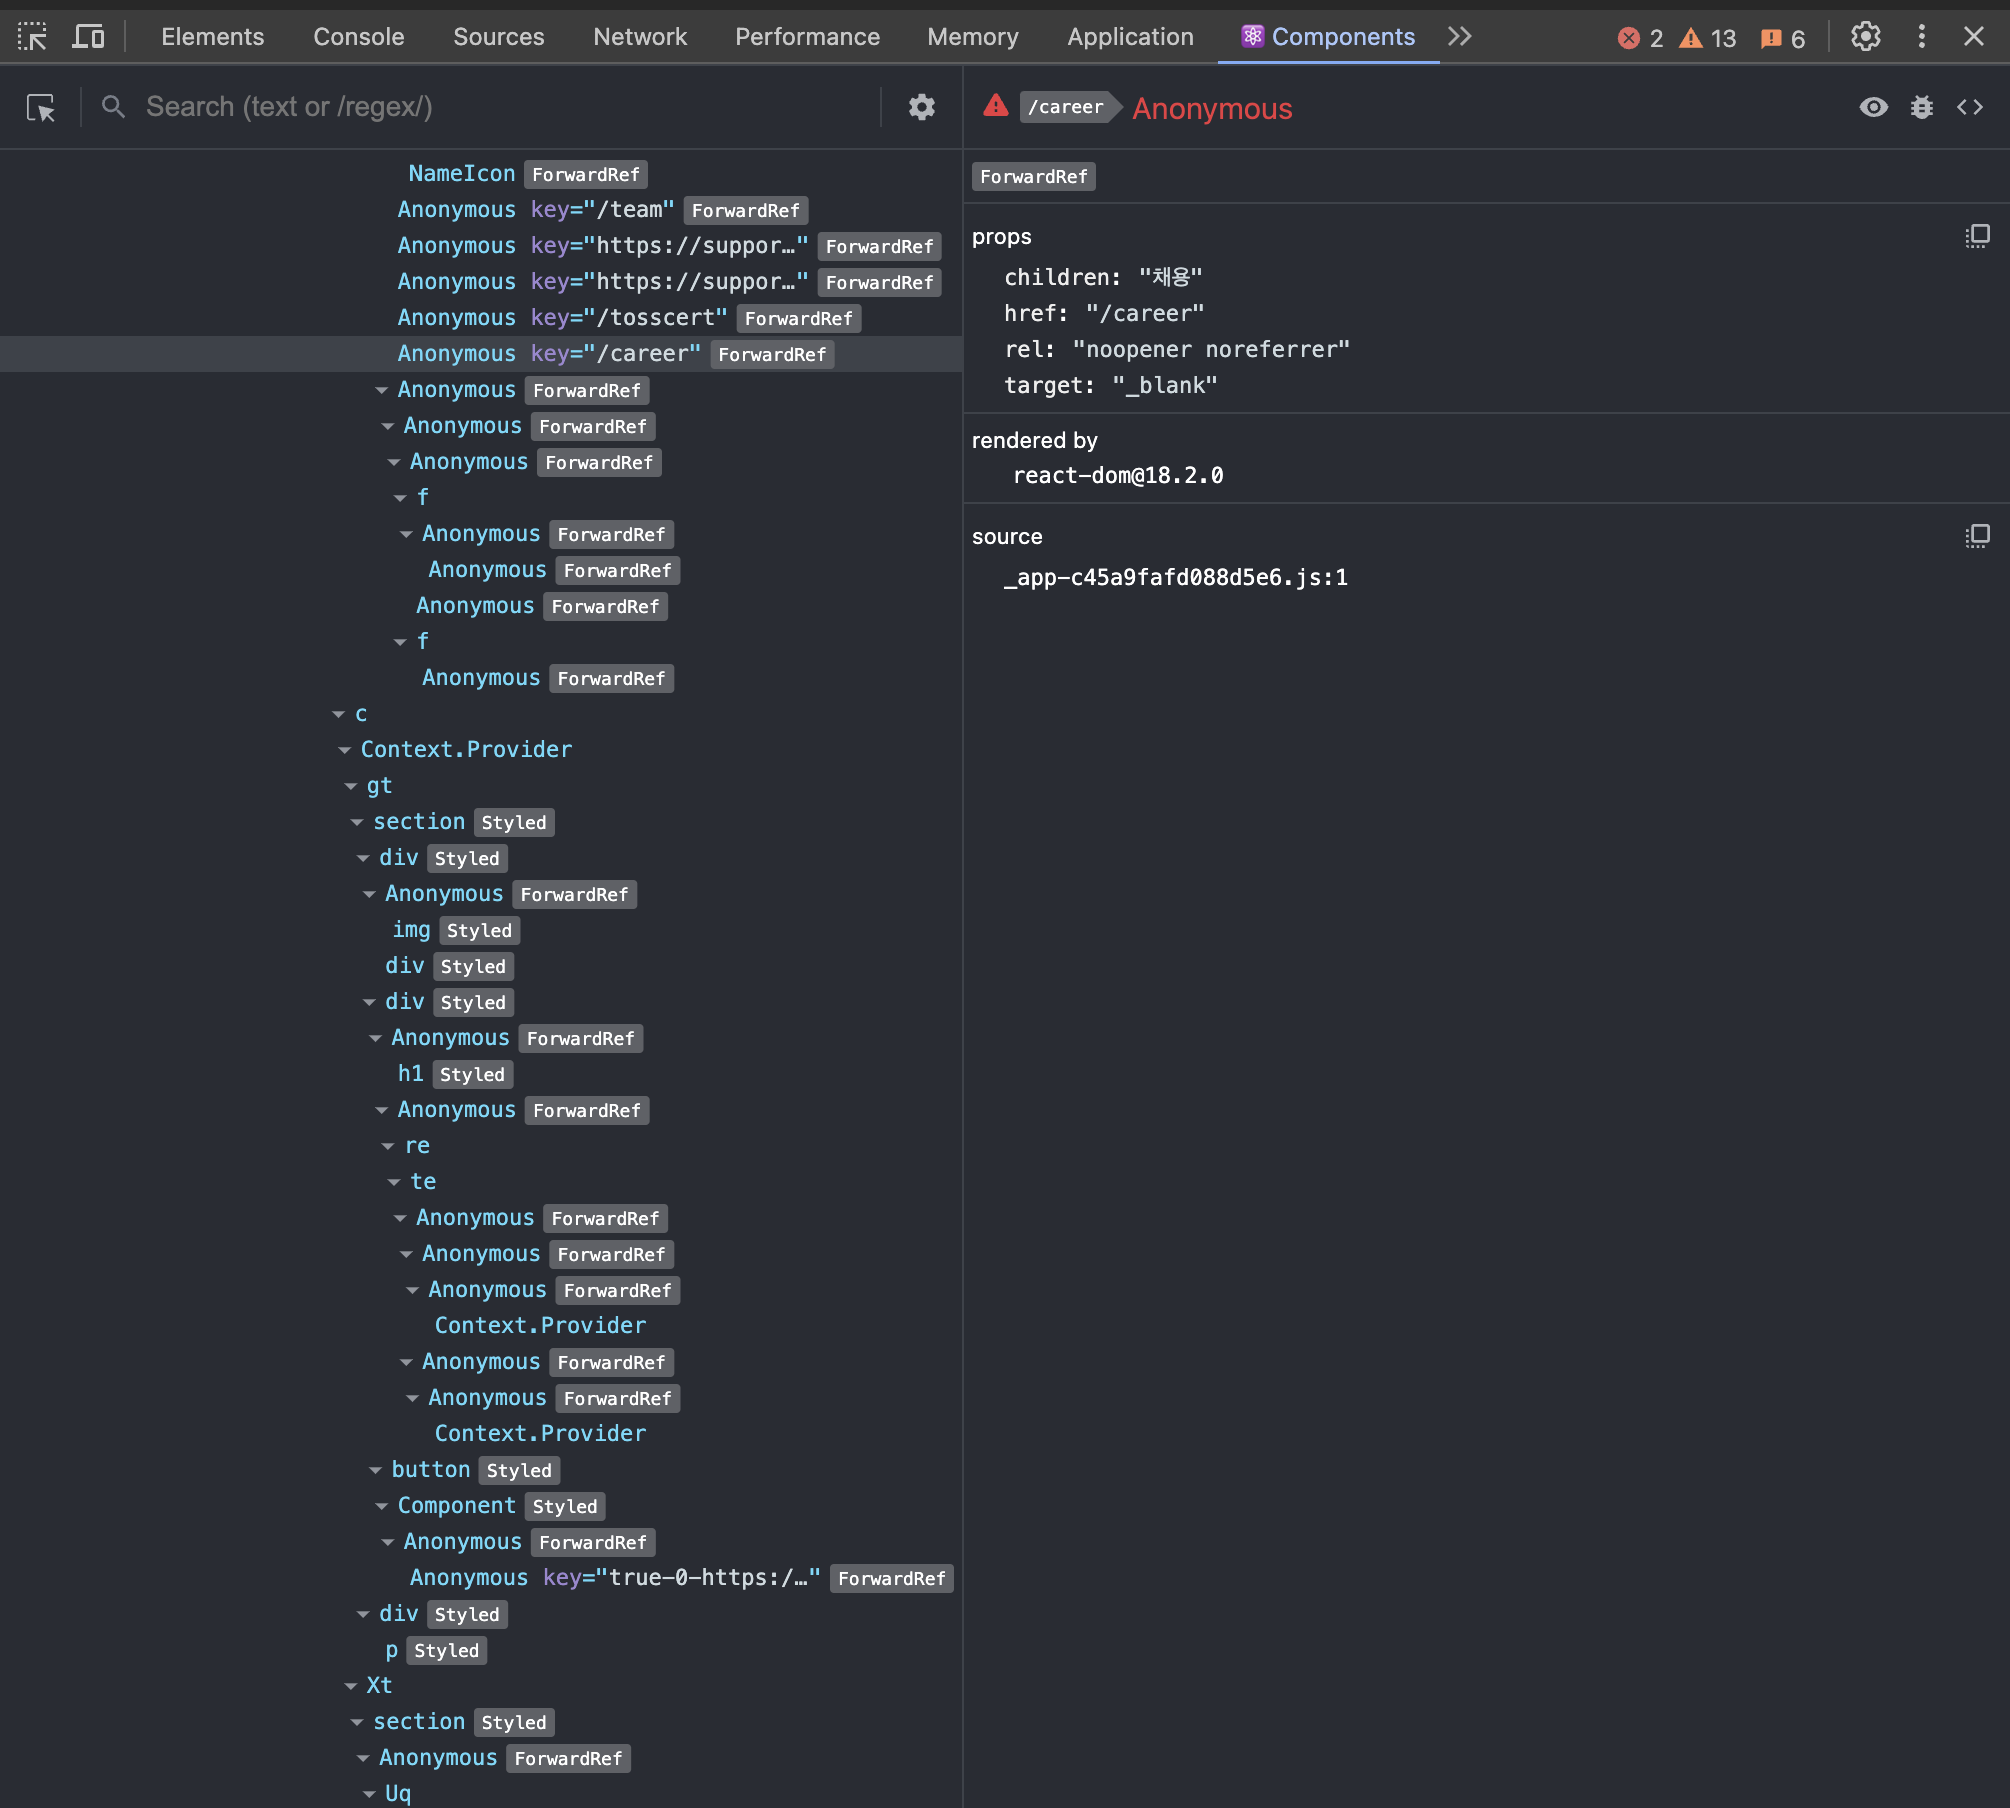 Elements Console Sources Network Performance Memory Application Components 2 13 6
Search (text or /regex/)
/career Anonymous
NameIcon ForwardRef
Anonymous key="/team" ForwardRef
Anonymous key="https://suppor…" ForwardRef
Anonymous key="https://suppor…" ForwardRef
Anonymous key="/tosscert" ForwardRef
Anonymous key="/career" ForwardRef
Anonymous ForwardRef
Anonymous ForwardRef
Anonymous ForwardRef
f
Anonymous ForwardRef
Anonymous ForwardRef
Anonymous ForwardRef
f
Anonymous ForwardRef
c
Context.Provider
gt
section Styled
div Styled
Anonymous ForwardRef
img Styled
div Styled
div Styled
Anonymous ForwardRef
h1 Styled
Anonymous ForwardRef
re
te
Anonymous ForwardRef
Anonymous ForwardRef
Anonymous ForwardRef
Context.Provider
Anonymous ForwardRef
Anonymous ForwardRef
Context.Provider
button Styled
Component Styled
Anonymous ForwardRef
Anonymous key="true-0-https:/…" ForwardRef
div Styled
p Styled
Xt
section Styled
Anonymous ForwardRef
Uq
ForwardRef
props
children: "채용"
href: "/career"
rel: "noopener noreferrer"
target: "_blank"
rendered by
react-dom@18.2.0
source
_app-c45a9fafd088d5e6.js:1